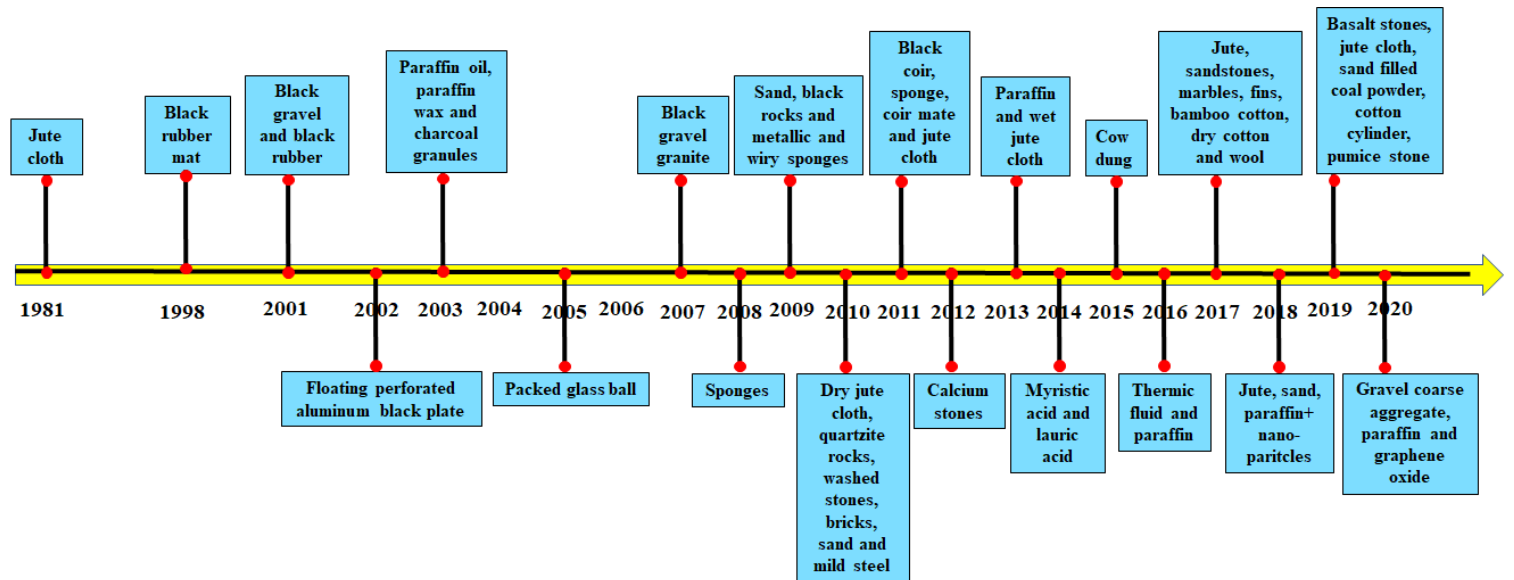 Jute
cloth
Black
rubber
mat
Black
gravel
and black
rubber
Paraffin oil,
paraffin
wax and
charcoal
granules
Black
gravel
granite
Sand, black
rocks and
metallic and
wiry sponges
Black
coir,
sponge,
coir mate
and jute
cloth
Paraffin
and wet
jute
cloth
Cow
dung
Jute,
sandstones,
marbles, fins,
bamboo cotton,
dry cotton
and wool
Basalt stones,
jute cloth,
sand filled
coal powder,
cotton
cylinder,
pumice stone
1981 1998 2001 2002 2003 2004 2005 2006 2007 2008 2009 2010 2011 2012 2013 2014 2015 2016 2017 2018 2019 2020
Floating perforated
aluminum black plate
Packed glass ball
Sponges
Dry jute
cloth,
quartzite
rocks,
washed
stones,
bricks,
sand and
mild steel
Calcium
stones
Myristic
acid and
lauric
acid
Thermic
fluid and
paraffin
Jute, sand,
paraffin+
nano-
paritcles
Gravel coarse
aggregate,
paraffin and
graphene
oxide